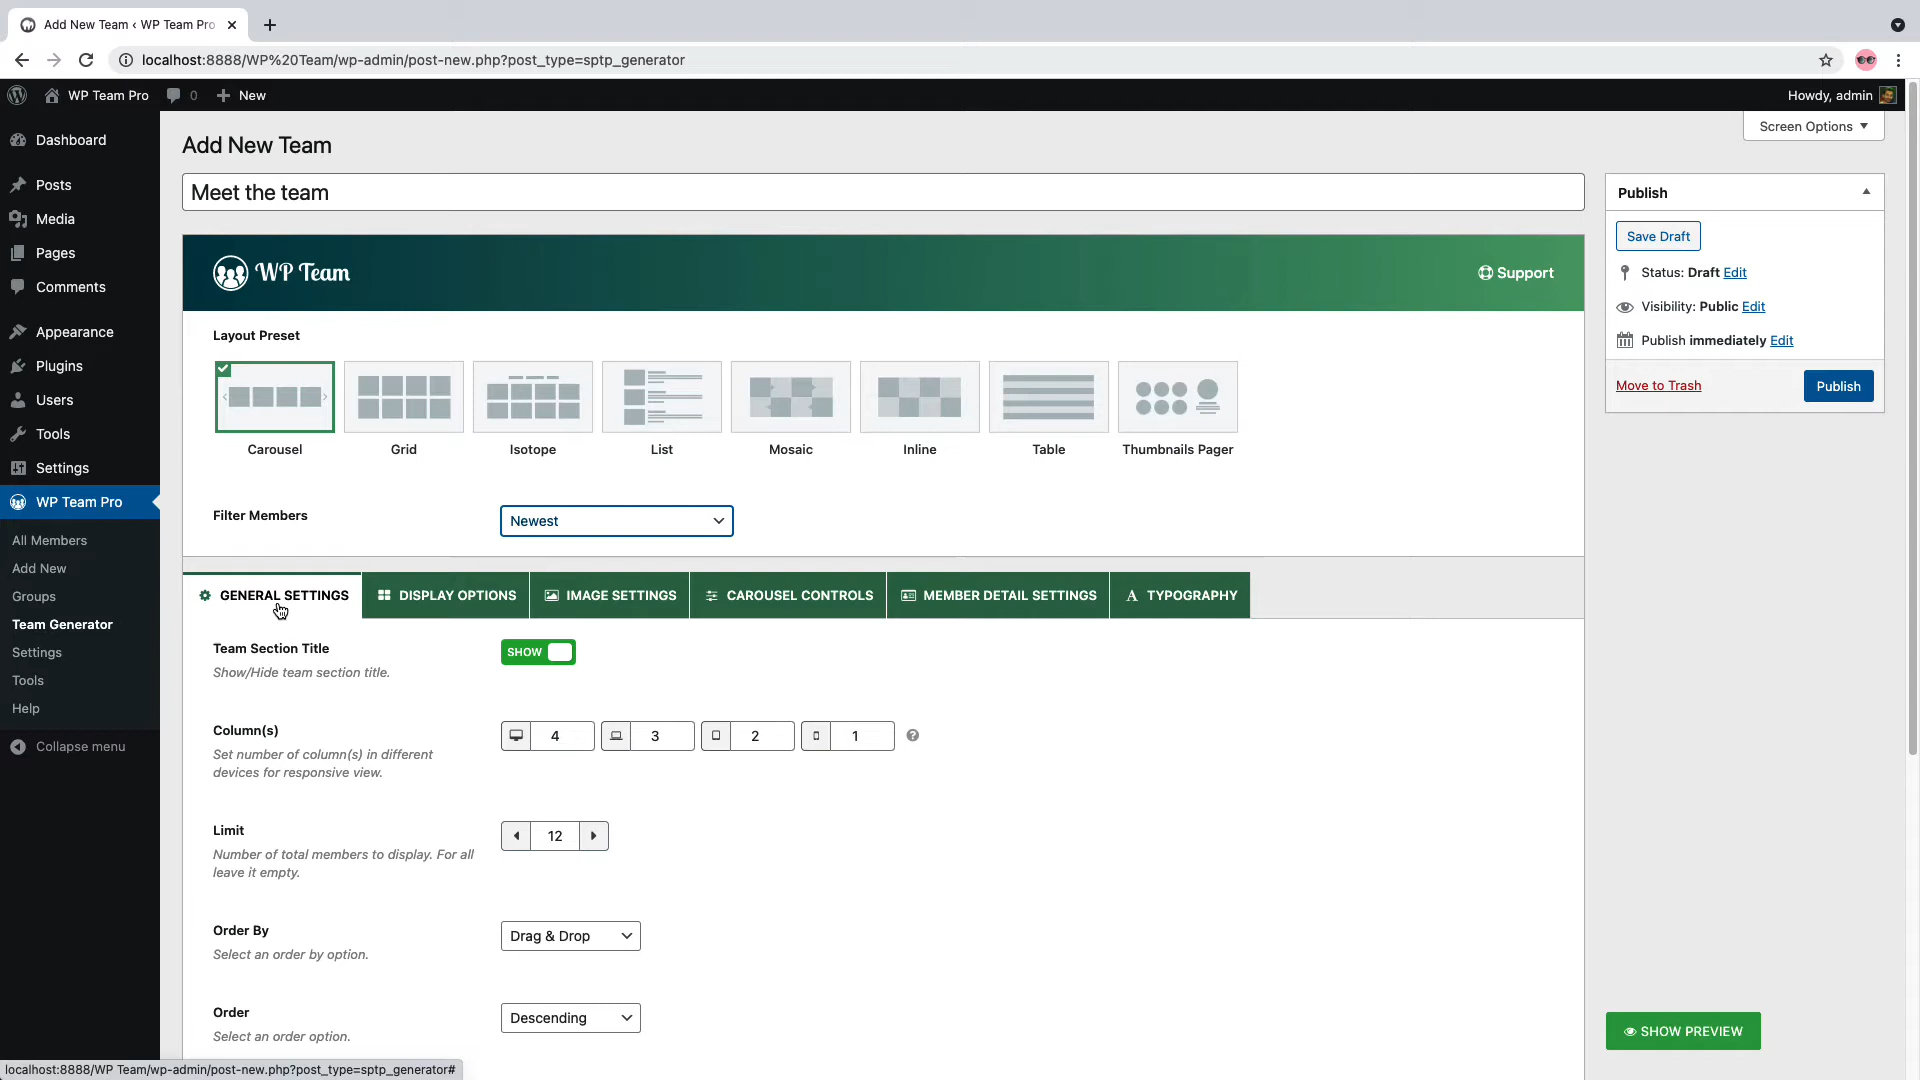 Add New Team ‹ WP Team Pro
localhost:8888/WP%20Team/wp-admin/post-new.php?post_type=sptp_generator
WP Team Pro
0
New
Howdy, admin
Screen Options
Dashboard
Posts
Media
Pages
Comments
Appearance
Plugins
Users
Tools
Settings
WP Team Pro
All Members
Add New
Groups
Team Generator
Settings
Tools
Help
Collapse menu
Add New Team
Meet the team
WP Team
Support
Layout Preset
Carousel
Grid
Isotope
List
Mosaic
Inline
Table
Thumbnails Pager
Filter Members
Newest
GENERAL SETTINGS
DISPLAY OPTIONS
IMAGE SETTINGS
CAROUSEL CONTROLS
MEMBER DETAIL SETTINGS
TYPOGRAPHY
Team Section Title
Show/Hide team section title.
SHOW
Column(s)
Set number of column(s) in different
devices for responsive view.
4
3
2
1
Limit
Number of total members to display. For all
leave it empty.
12
Order By
Select an order by option.
Drag & Drop
Order
Select an order option.
Descending
Publish
Save Draft
Status: Draft Edit
Visibility: Public Edit
Publish immediately Edit
Move to Trash
Publish
SHOW PREVIEW
localhost:8888/WP Team/wp-admin/post-new.php?post_type=sptp_generator#